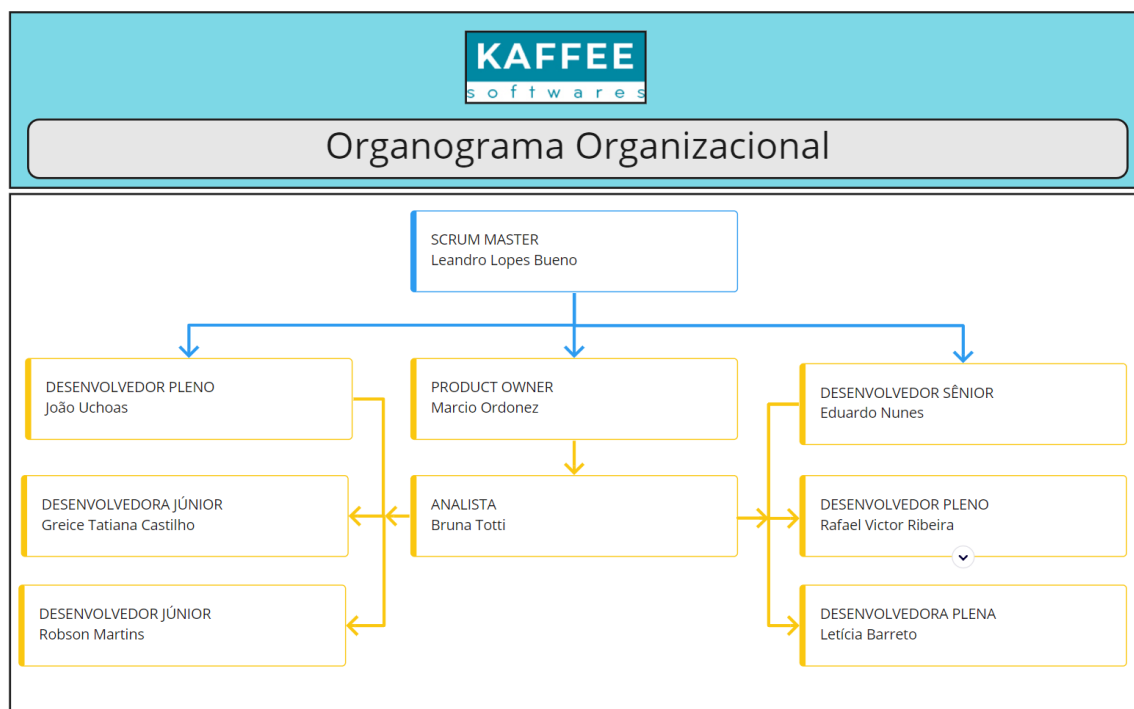 KAFFEE
softwares
Organograma Organizacional
SCRUM MASTER
Leandro Lopes Bueno
DESENVOLVEDOR PLENO
João Uchoas
PRODUCT OWNER
Marcio Ordonez
DESENVOLVEDOR SÊNIOR
Eduardo Nunes
DESENVOLVEDORA JÚNIOR
Greice Tatiana Castilho
ANALISTA
Bruna Totti
DESENVOLVEDOR PLENO
Rafael Victor Ribeira
DESENVOLVEDOR JÚNIOR
Robson Martins
DESENVOLVEDORA PLENA
Letícia Barreto